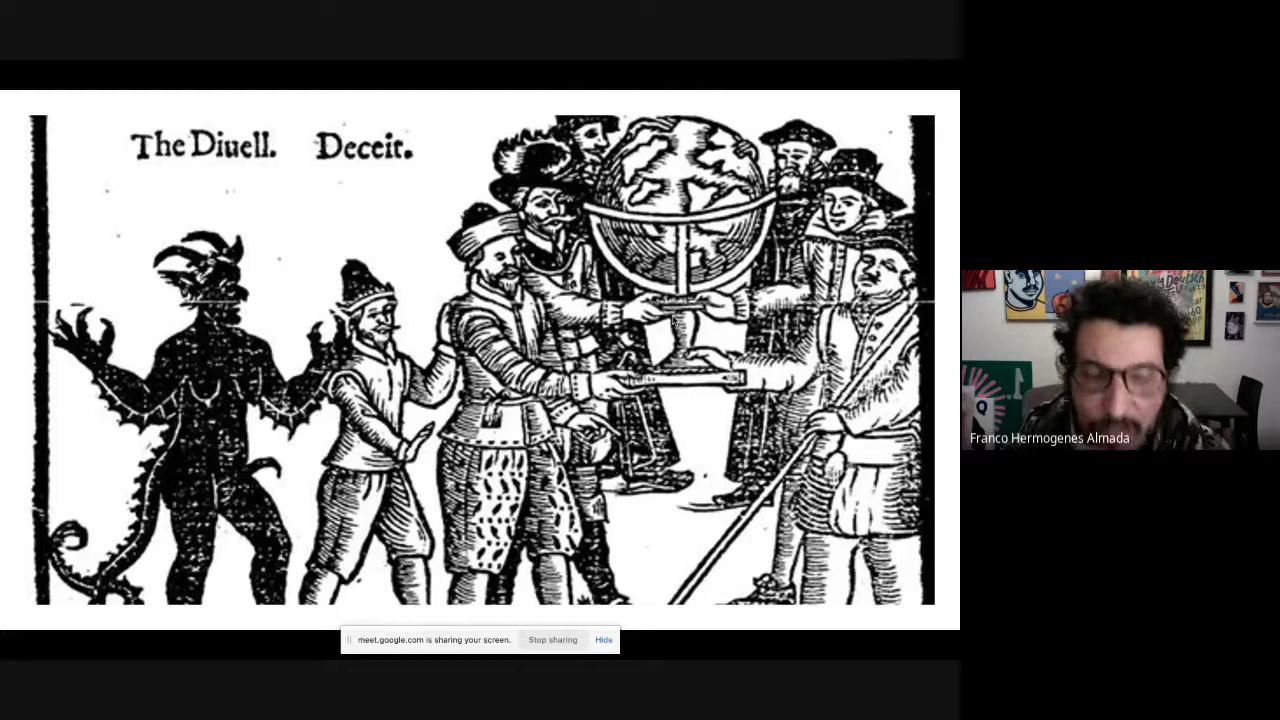 The Diuell. Deceit.
meet.google.com is sharing your screen. Stop sharing Hide
Franco Hermogenes Almada